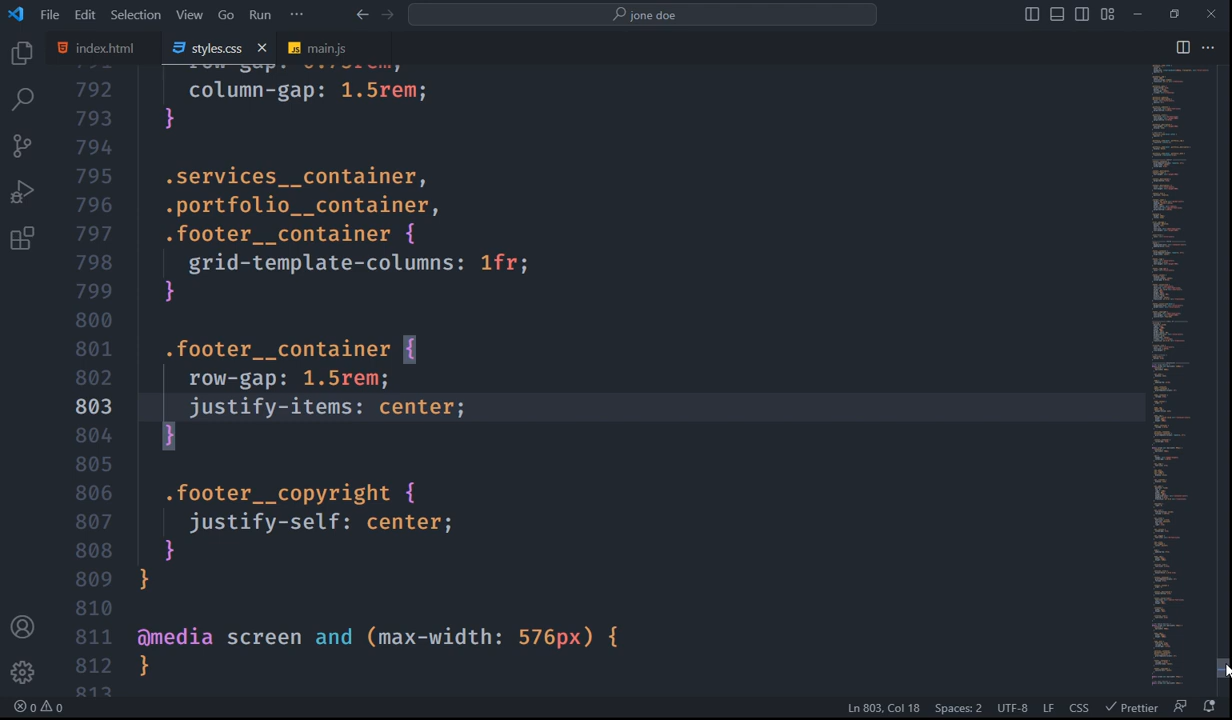 File Edit Selection View Go Run ···
jone doe
index.html styles.css main.js
792 column-gap: 1.5rem;
793 }
794
795 .services__container,
796 .portfolio__container,
797 .footer__container {
798 grid-template-columns: 1fr;
799 }
800
801 .footer__container {
802 row-gap: 1.5rem;
803 justify-items: center;
804 }
805
806 .footer__copyright {
807 justify-self: center;
808 }
809 }
810
811 @media screen and (max-width: 576px) {
812 }
813
0 0 Ln 803, Col 18 Spaces: 2 UTF-8 LF CSS Prettier